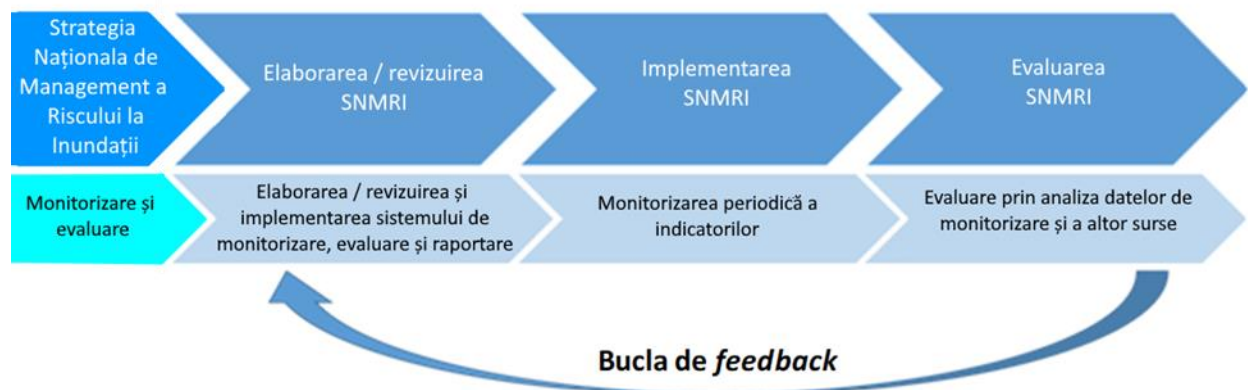 Strategia
Naționala de
Management a
Riscului la
Inundații
Elaborarea / revizuirea
SNMRI
Implementarea
SNMRI
Evaluarea
SNMRI
Monitorizare și
evaluare
Elaborarea / revizuirea și
implementarea sistemului de
monitorizare, evaluare și raportare
Monitorizarea periodică a
indicatorilor
Evaluare prin analiza datelor de
monitorizare și a altor surse
Bucla de feedback